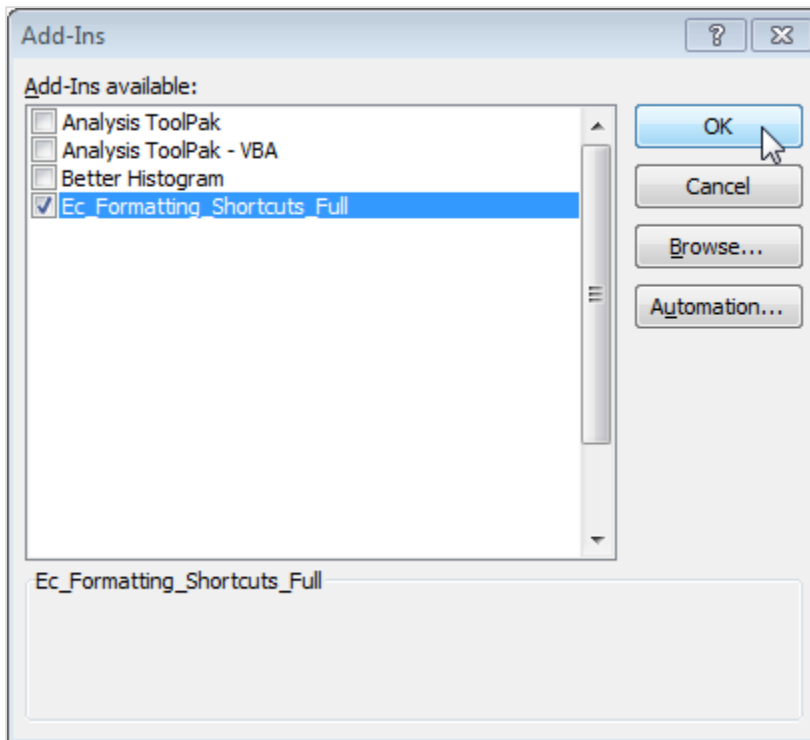 Add-Ins
Add-Ins available:
Analysis ToolPak
Analysis ToolPak - VBA
Better Histogram
Ec_Formatting_Shortcuts_Full
OK
Cancel
Browse...
Automation...
Ec_Formatting_Shortcuts_Full